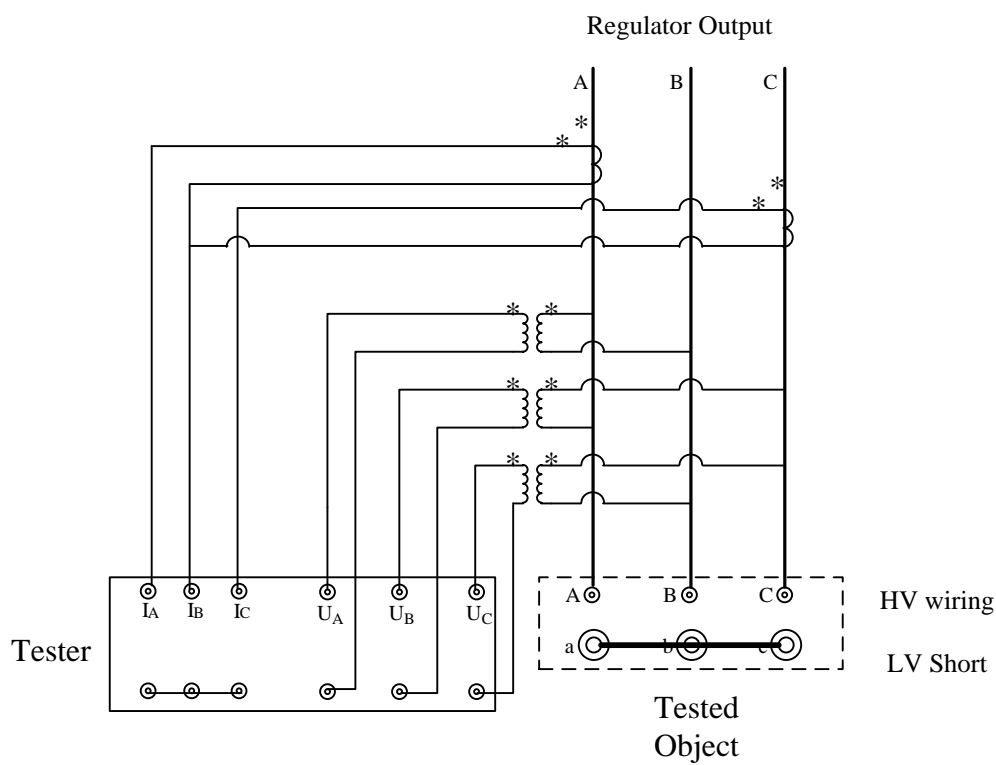 Regulator Output
A B C
*
*
*
*
* *
* *
* *
IA IB IC UA UB UC
A B C
HV wiring
Tester
a b c
LV Short
Tested
Object